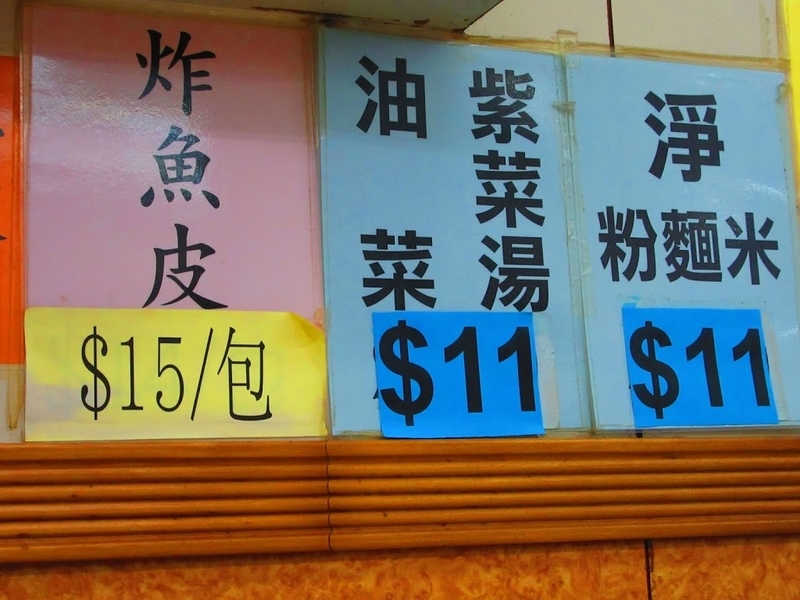 炸魚皮
$15/包
紫菜湯
油菜
$11
淨
米麵粉
$11